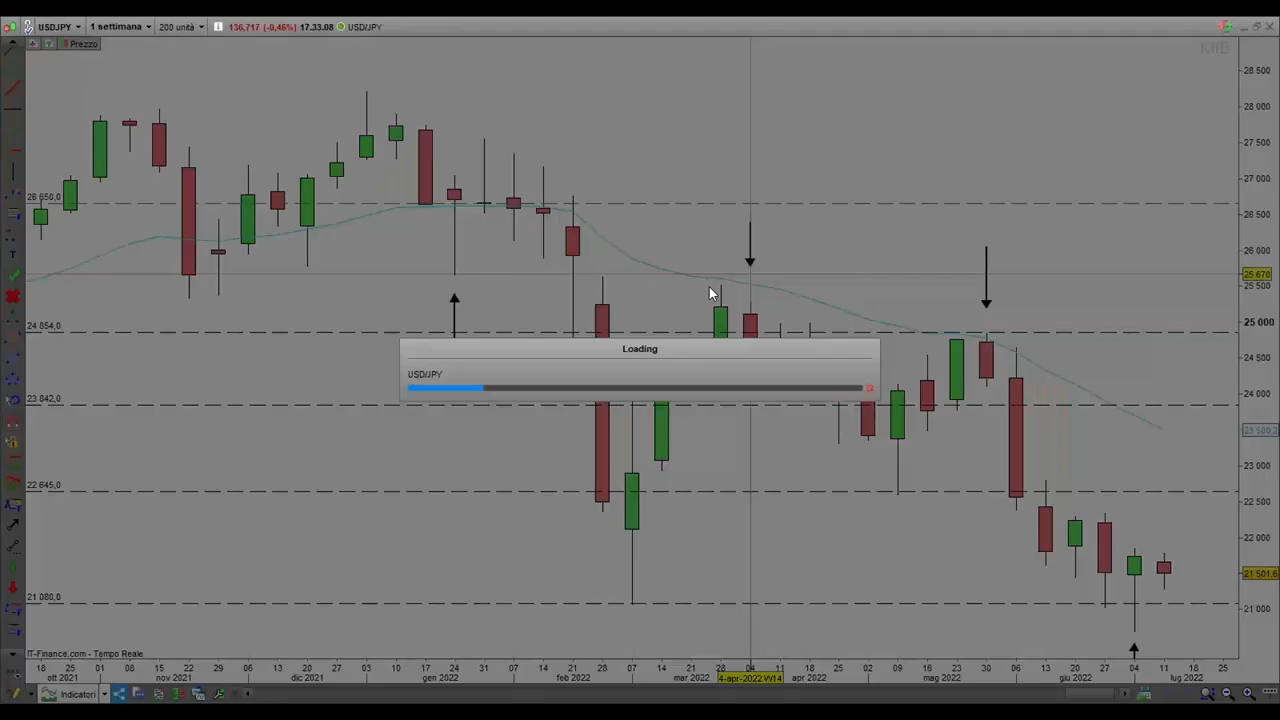 USDJPY 1 settimana 200 unità 136,717 (-0,46%) 17.33.08 USD/JPY
Prezzo
MIB
28 500
28 000
27 500
27 000
26 650,0
26 500
26 000
25 670
25 500
24 854,0
25 000
Loading
24 500
USD/JPY
24 000
23 842,0
23 000
22 645,0
22 500
22 000
21 501,6
21 080,0
21 000
IT-Finance.com - Tempo Reale
18 25 01 08 15 22 29 06 13 20 27 03 10 17 24 31 07 14 21 28 07 14 21 28 04 11 18 25 02 09 16 23 30 06 13 20 27 04 11 18 25
ott 2021 nov 2021 dic 2021 gen 2022 feb 2022 mar 2022 4-apr-2022 W14 apr 2022 mag 2022 giu 2022 lug 2022
Indicatori